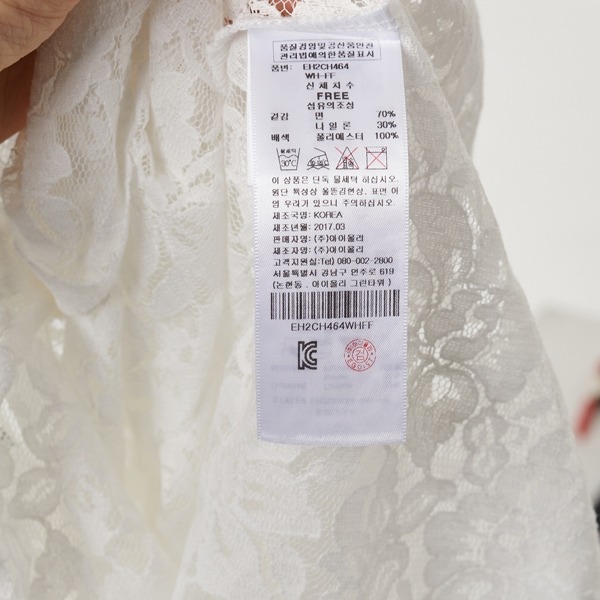 품질경영및공산품안전
관리법에의한품질표시
품번: EH2CH464
WH-FF
신체치수
FREE
섬유의조성
겉감 면 70%
나일론 30%
배색 폴리에스터 100%
물세탁
30°C
이 상품은 단독 물세탁 하십시오.
원단 특성상 올뜯김현상, 표면 이
염 우려가 있으니 주의하십시오.
제조국명: KOREA
제조년월: 2017.03
판매자명: (주)아이올리
제조자명: (주)아이올리
고객지원실:Tel) 080-002-2800
서울특별시 강남구 언주로 619
(논현동, 아이올리 그린타워)
EH2CH464WHFF
EGOIST